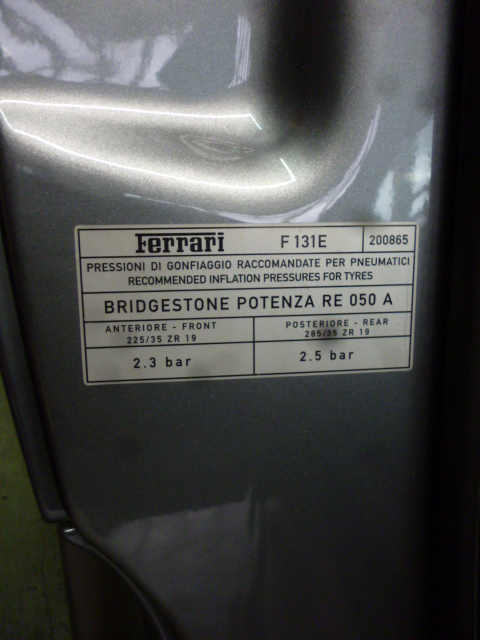 Ferrari F 131E 200865
PRESSIONI DI GONFIAGGIO RACCOMANDATE PER PNEUMATICI
RECOMMENDED INFLATION PRESSURES FOR TYRES
BRIDGESTONE POTENZA RE 050 A
ANTERIORE - FRONT POSTERIORE - REAR
225/35 ZR 19 285/35 ZR 19
2.3 bar 2.5 bar